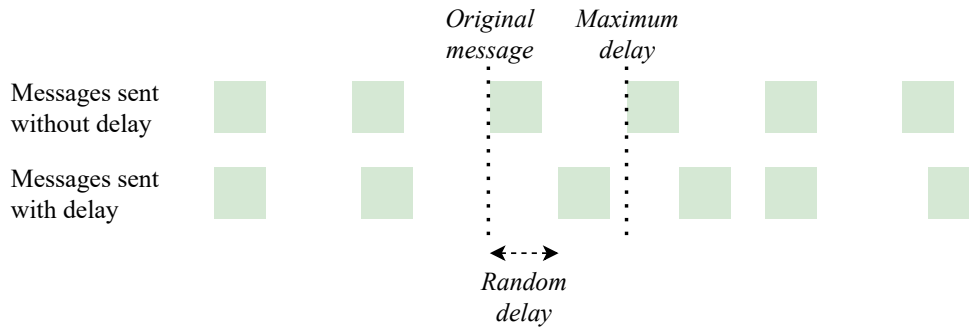 Original
message
Maximum
delay
Messages sent
without delay
Messages sent
with delay
Random
delay